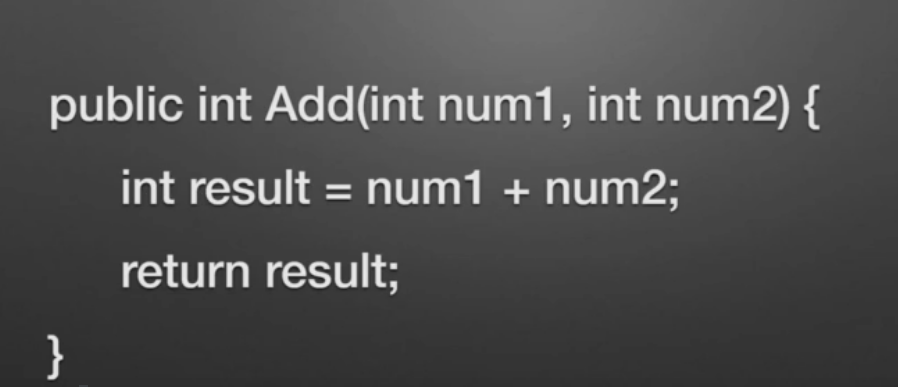 public int Add(int num1, int num2) {
int result = num1 + num2;
return result;
}